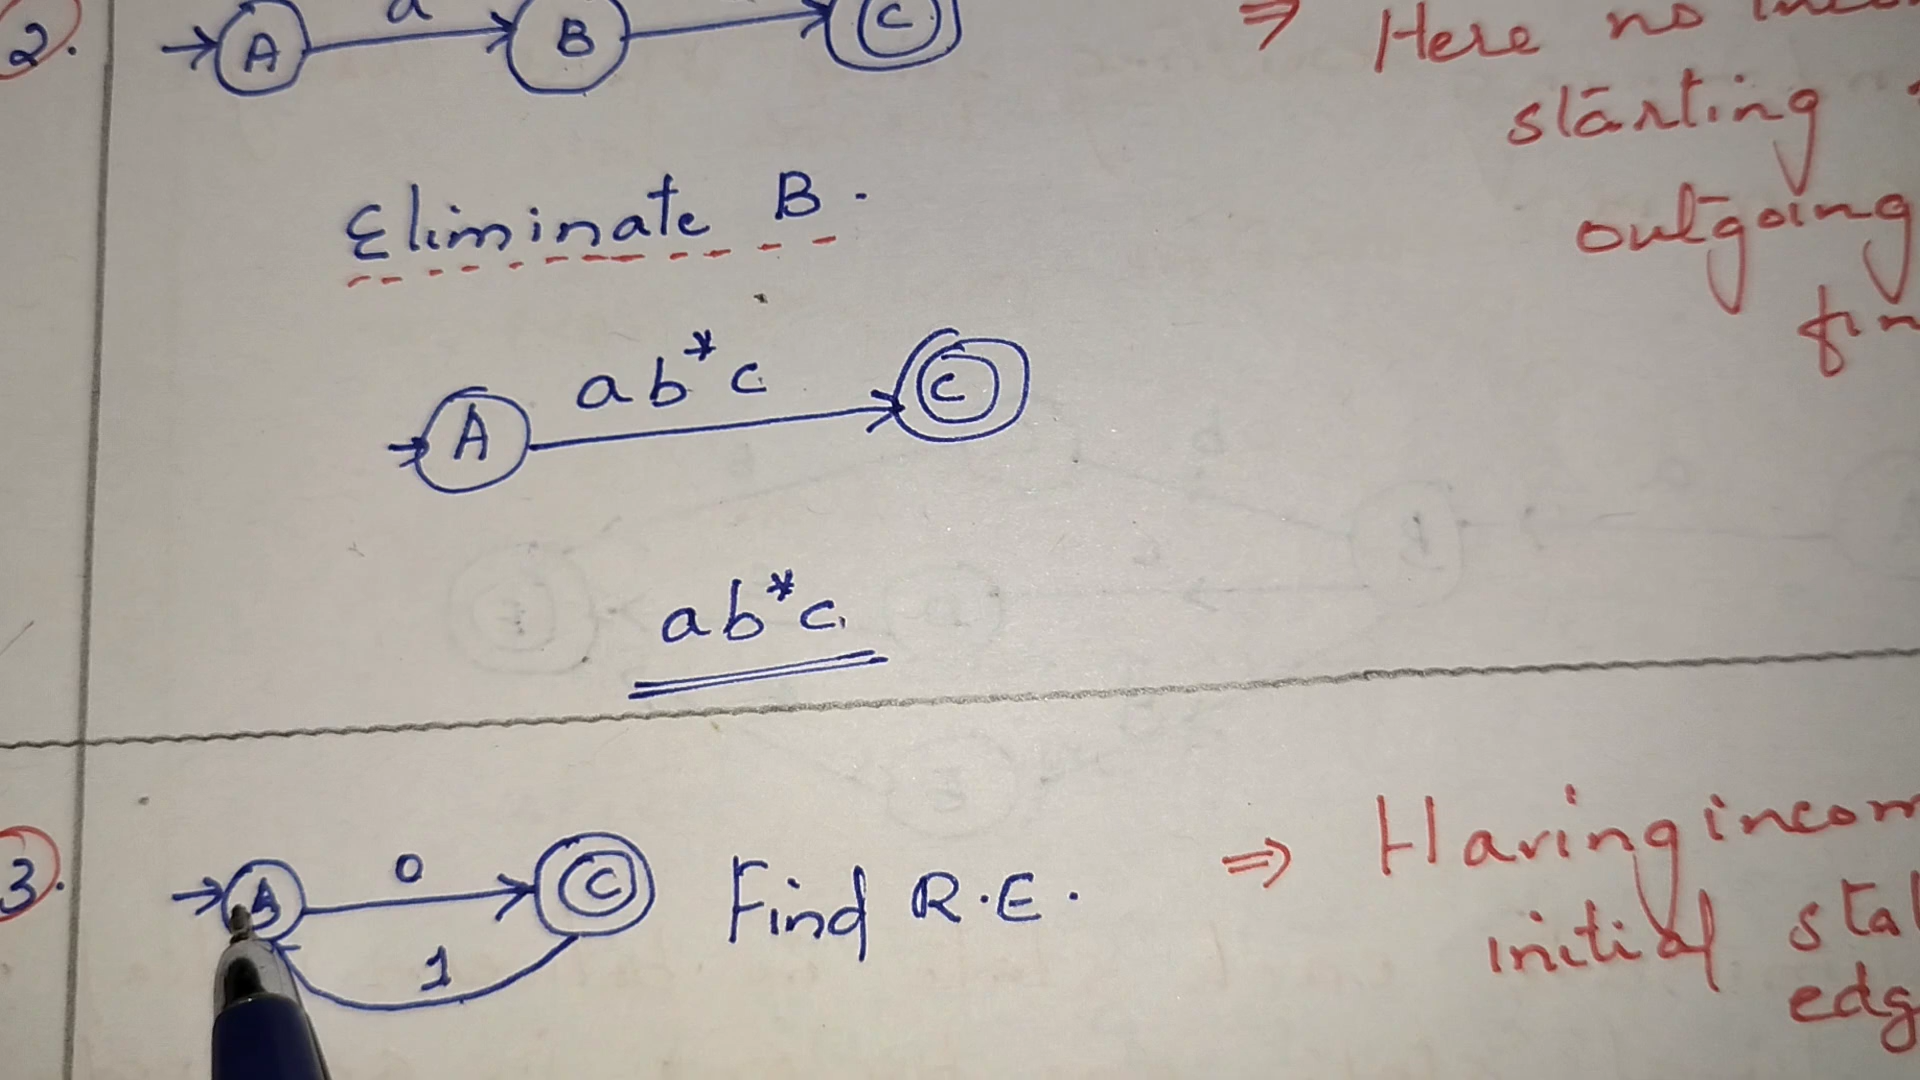 2. A a B C ⇒ Here no
starting
outgoing
Eliminate B.
A ab*c C
ab*c.
3. A 0 C Find R.E. ⇒ Having
1
initial